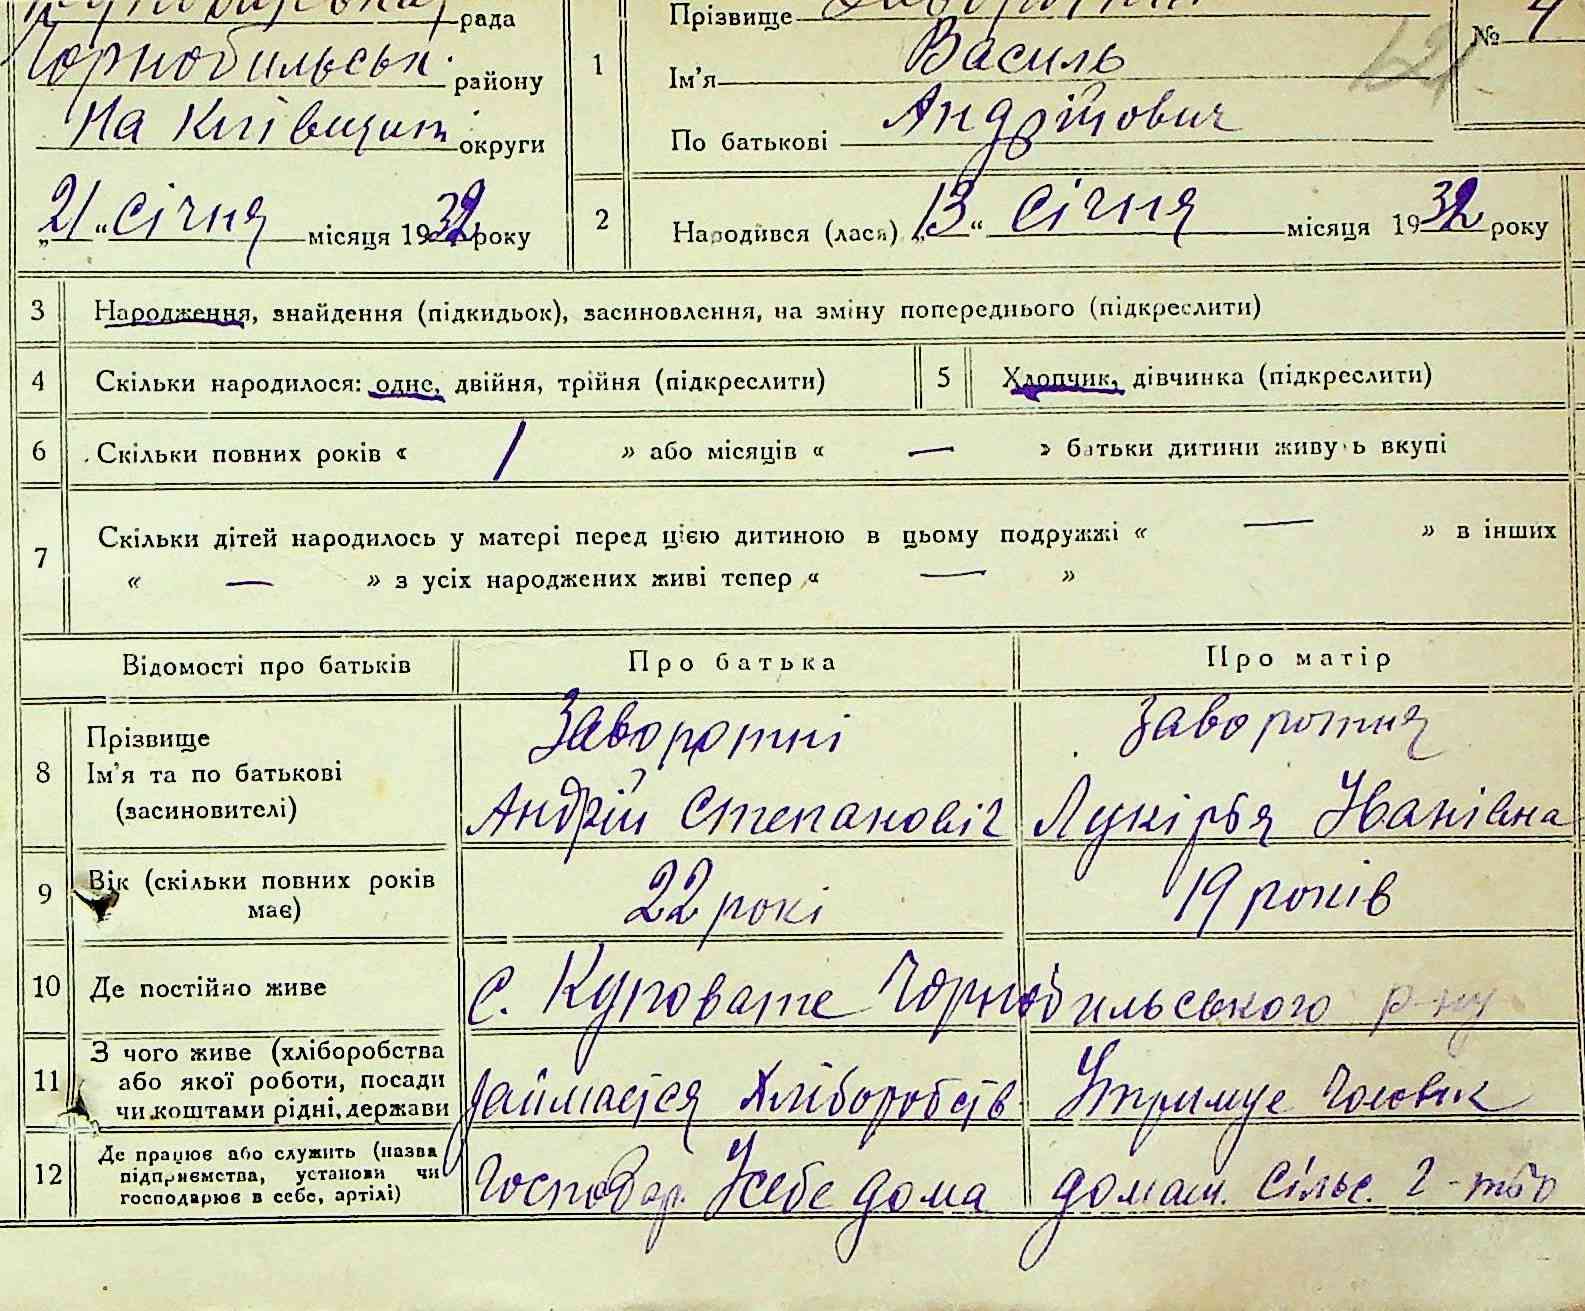 рада
Чорнобильськ. району
На Київщині округи
„21“ січня місяця 1932 року
1
Прізвище
Ім'я Василь
По батькові Андрійович
№ 4
2
Народився (лася) „13“ січня місяця 1932 року
3 Народження, знайдення (підкидьок), засиновлення, на зміну попереднього (підкреслити)
4 Скільки народилося: одне, двійня, трійня (підкреслити)
5 Хлопчик, дівчинка (підкреслити)
6 Скільки повних років « 1 » або місяців « — » батьки дитини живуть вкупі
7 Скільки дітей народилось у матері перед цією дитиною в цьому подружжі « — » в інших
« — » з усіх народжених живі тепер « — »
Відомості про батьків Про батька Про матір
8 Прізвище
Ім'я та по батькові
(засиновителі)
Заворотні
Андрій Степановіч
Заворотня
Лукірья Иванівна
9 Вік (скільки повних років
має)
22 рокі
19 років
10 Де постійно живе
с. Куповате Чорнобильського р-ну
11 З чого живе (хліборобства
або якої роботи, посади
чи коштами рідні, держави
Займаєтся Хліборобств.
Утримує Чоловік
12 Де працює або служить (назва
підприємства, установи чи
господарює в себе, артілі)
Господар. Усебе дома
домаш. Сільс. г-тво